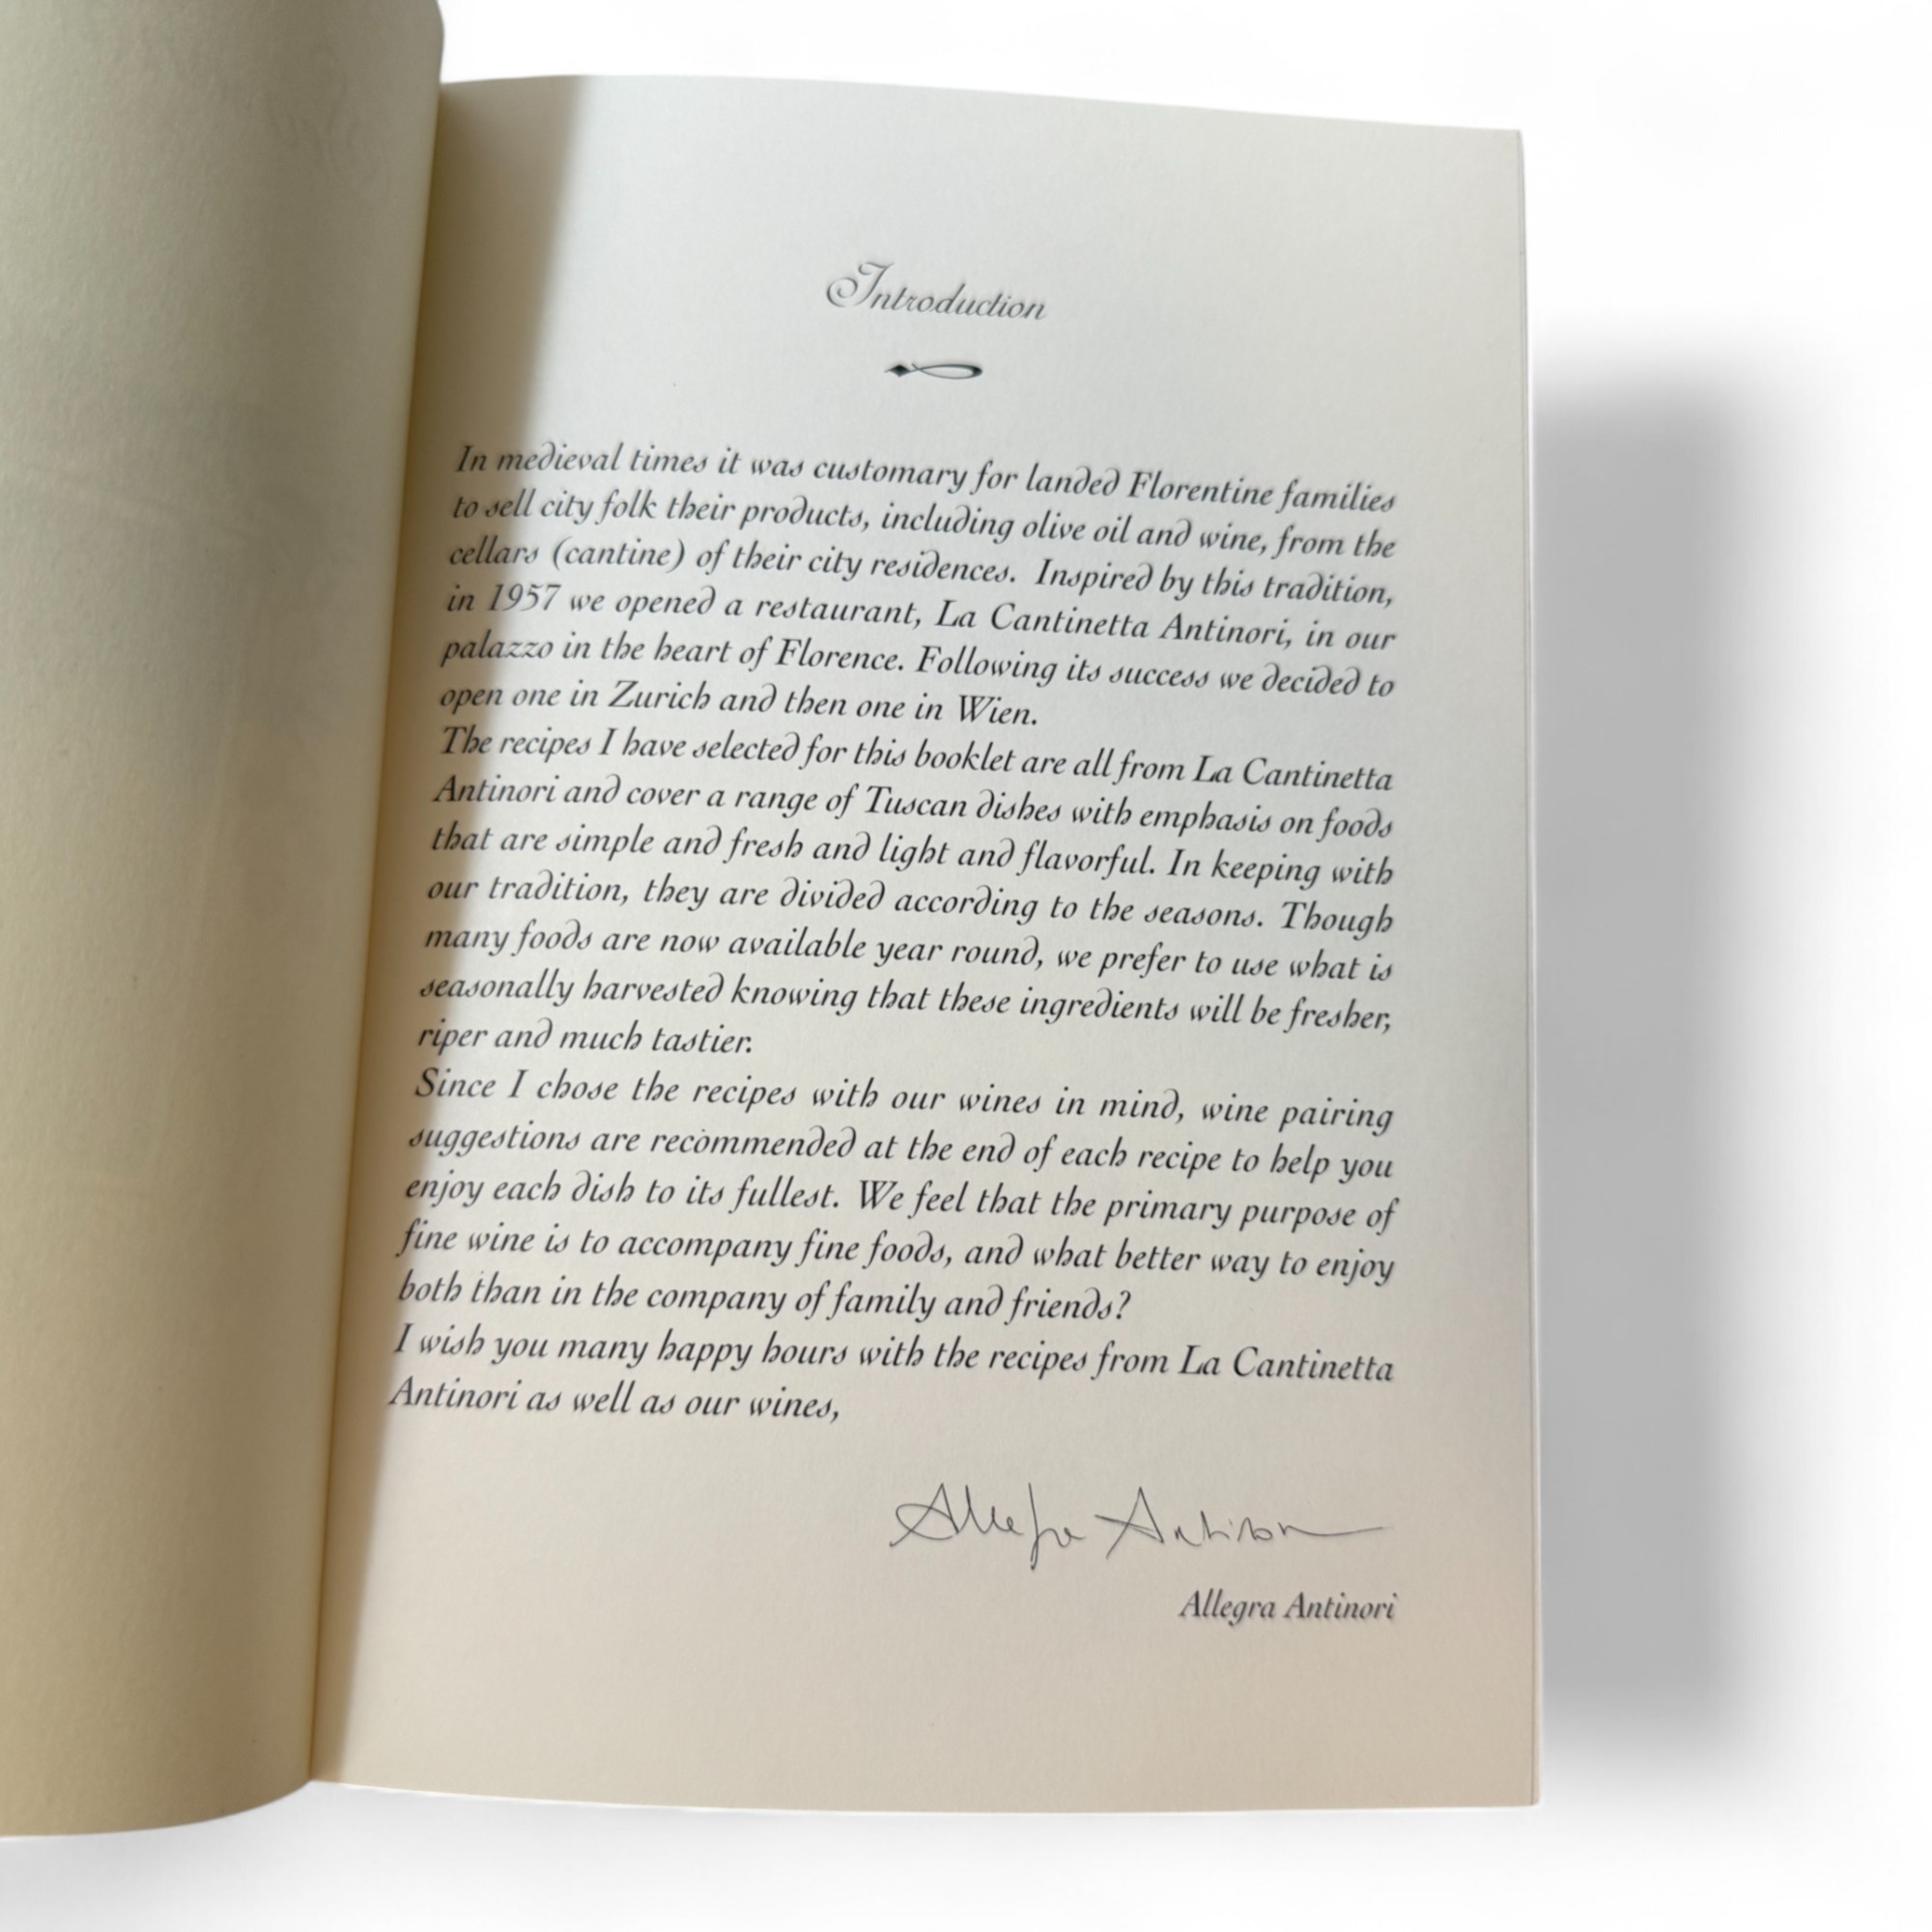 Introduction
In medieval times it was customary for landed Florentine families
to sell city folk their products, including olive oil and wine, from the
cellars (cantine) of their city residences. Inspired by this tradition,
in 1957 we opened a restaurant, La Cantinetta Antinori, in our
palazzo in the heart of Florence. Following its success we decided to
open one in Zurich and then one in Wien.
The recipes I have selected for this booklet are all from La Cantinetta
Antinori and cover a range of Tuscan dishes with emphasis on foods
that are simple and fresh and light and flavorful. In keeping with
our tradition, they are divided according to the seasons. Though
many foods are now available year round, we prefer to use what is
seasonally harvested knowing that these ingredients will be fresher,
riper and much tastier.
Since I chose the recipes with our wines in mind, wine pairing
suggestions are recommended at the end of each recipe to help you
enjoy each dish to its fullest. We feel that the primary purpose of
fine wine is to accompany fine foods, and what better way to enjoy
both than in the company of family and friends?
I wish you many happy hours with the recipes from La Cantinetta
Antinori as well as our wines,
Allegra Antinori
Allegra Antinori